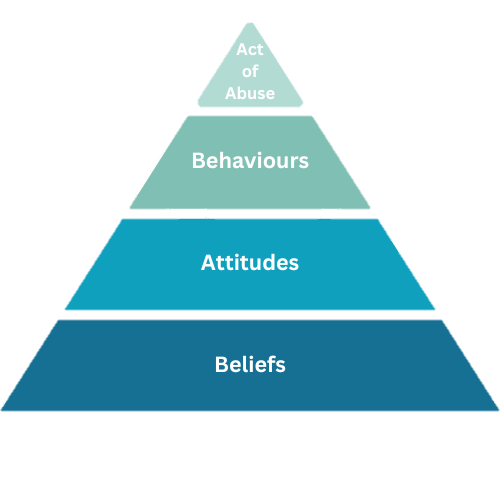 Act
of
Abuse
Behaviours
Attitudes
Beliefs